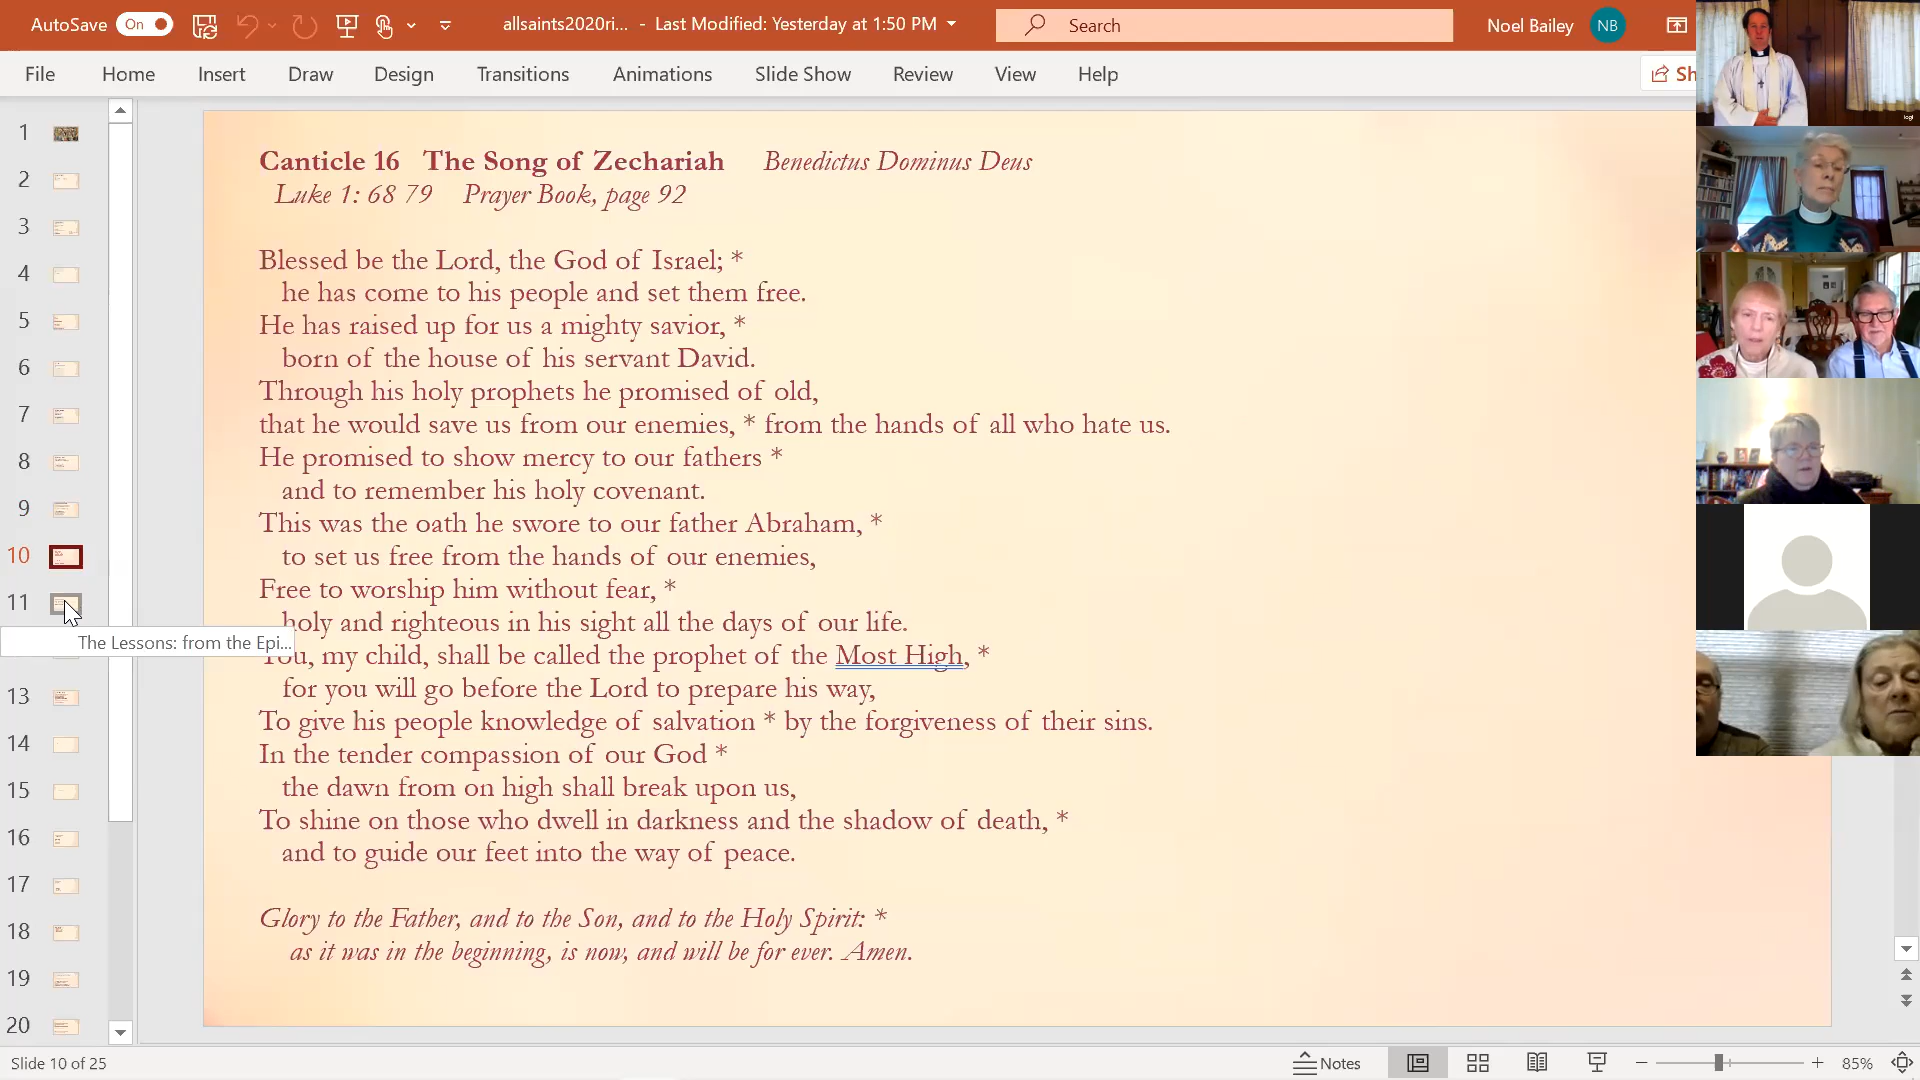 AutoSave On allsaints2020ri... - Last Modified: Yesterday at 1:50 PM Search Noel Bailey NB
File Home Insert Draw Design Transitions Animations Slide Show Review View Help Sh
Canticle 16 The Song of Zechariah Benedictus Dominus Deus
Luke 1: 68 79 Prayer Book, page 92
Blessed be the Lord, the God of Israel; *
he has come to his people and set them free.
He has raised up for us a mighty savior, *
born of the house of his servant David.
Through his holy prophets he promised of old,
that he would save us from our enemies, * from the hands of all who hate us.
He promised to show mercy to our fathers *
and to remember his holy covenant.
This was the oath he swore to our father Abraham, *
to set us free from the hands of our enemies,
Free to worship him without fear, *
holy and righteous in his sight all the days of our life.
You, my child, shall be called the prophet of the Most High, *
for you will go before the Lord to prepare his way,
To give his people knowledge of salvation * by the forgiveness of their sins.
In the tender compassion of our God *
the dawn from on high shall break upon us,
To shine on those who dwell in darkness and the shadow of death, *
and to guide our feet into the way of peace.
Glory to the Father, and to the Son, and to the Holy Spirit: *
as it was in the beginning, is now, and will be for ever. Amen.
1
2
3
4
5
6
7
8
9
10
11
The Lessons: from the Epi...
13
14
15
16
17
18
19
20
Slide 10 of 25 Notes 85%
logi